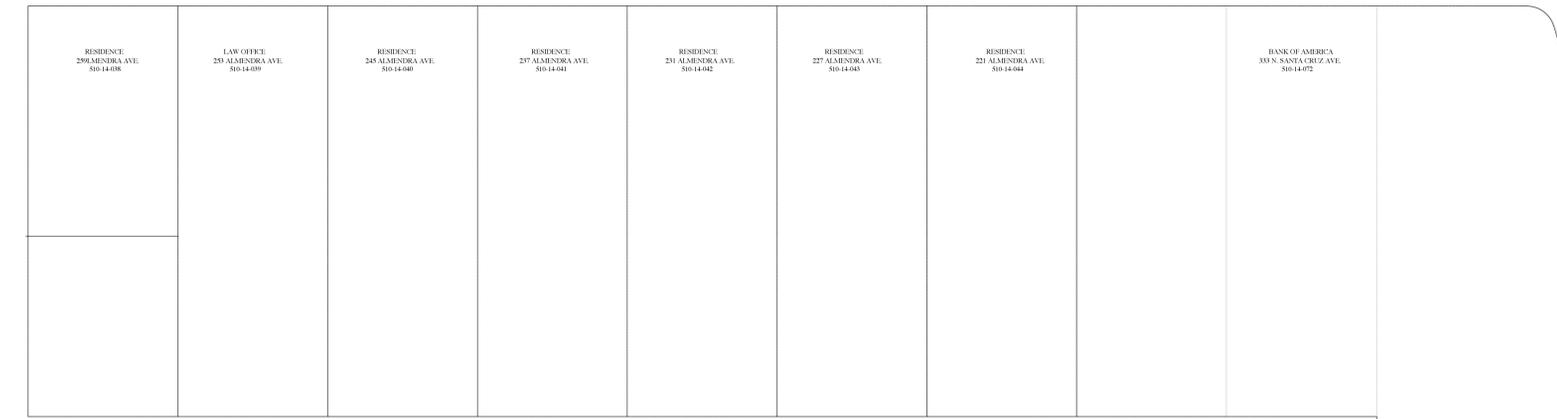 RESIDENCE
259LMENDRA AVE.
510-14-038
LAW OFFICE
253 ALMENDRA AVE.
510-14-039
RESIDENCE
245 ALMENDRA AVE.
510-14-040
RESIDENCE
237 ALMENDRA AVE.
510-14-041
RESIDENCE
231 ALMENDRA AVE.
510-14-042
RESIDENCE
227 ALMENDRA AVE.
510-14-043
RESIDENCE
221 ALMENDRA AVE.
510-14-044
BANK OF AMERICA
333 N. SANTA CRUZ AVE.
510-14-072